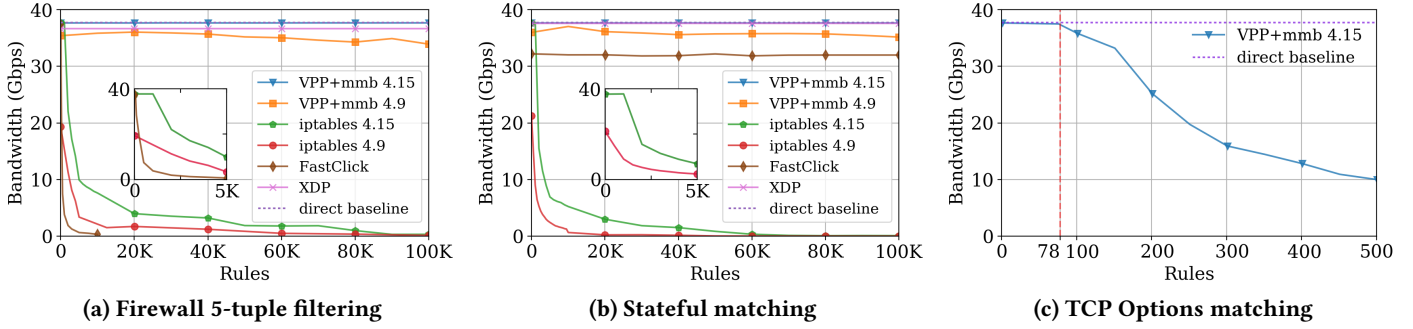 40
30
20
10
0
Bandwidth (Gbps)
0
20K
40K
60K
80K
100K
Rules
40
0
0
5K
VPP+mmb 4.15
VPP+mmb 4.9
iptables 4.15
iptables 4.9
FastClick
XDP
direct baseline
(a) Firewall 5-tuple filtering
40
30
20
10
0
Bandwidth (Gbps)
0
20K
40K
60K
80K
100K
Rules
40
0
0
5K
VPP+mmb 4.15
VPP+mmb 4.9
iptables 4.15
iptables 4.9
FastClick
XDP
direct baseline
(b) Stateful matching
40
30
20
10
0
Bandwidth (Gbps)
0
78
100
200
300
400
500
Rules
VPP+mmb 4.15
direct baseline
(c) TCP Options matching